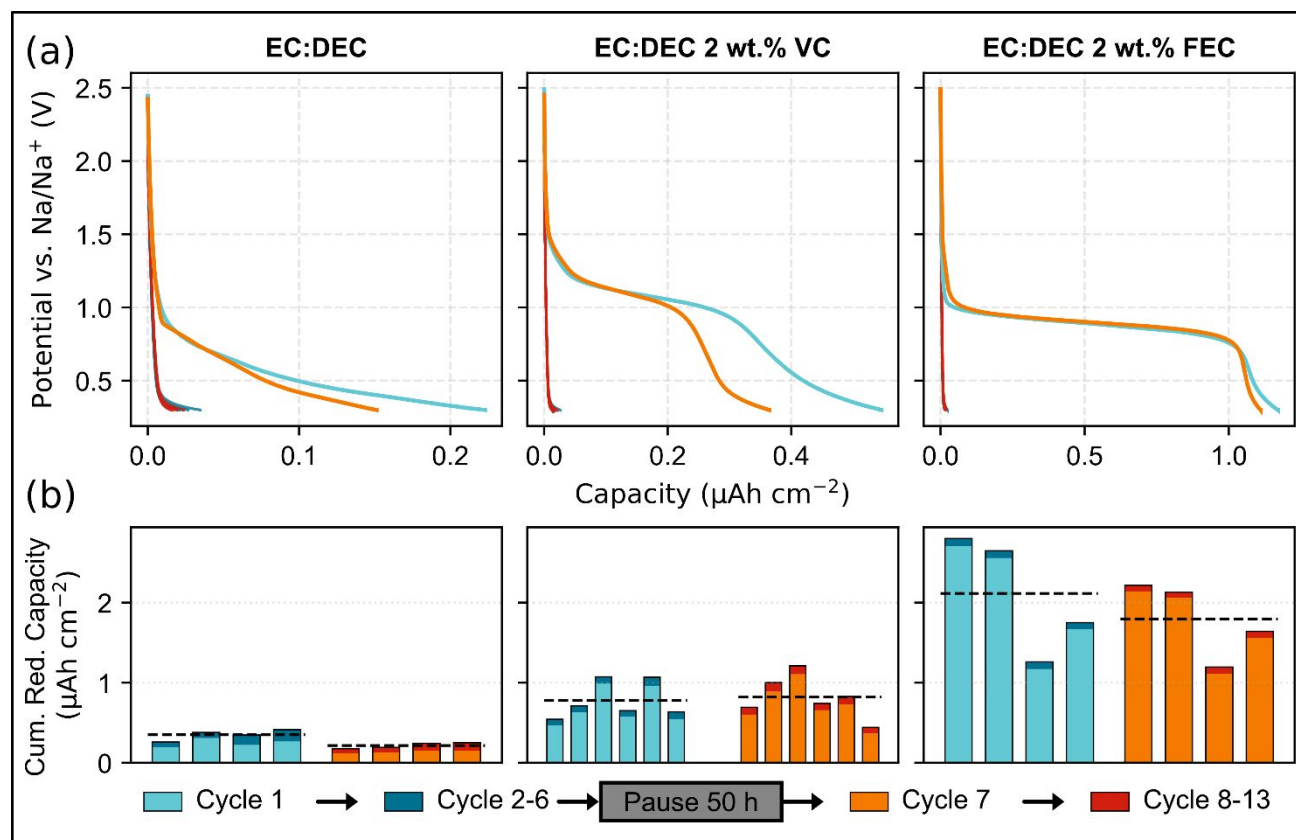 (a)
EC:DEC
EC:DEC 2 wt.% VC
EC:DEC 2 wt.% FEC
Potential vs. Na/Na⁺ (V)
2.5
2.0
1.5
1.0
0.5
0.0 0.1 0.2
0.0 0.2 0.4
0.0 0.5 1.0
Capacity (μAh cm⁻²)
(b)
Cum. Red. Capacity
(μAh cm⁻²)
2
1
0
Cycle 1
Cycle 2-6
Pause 50 h
Cycle 7
Cycle 8-13